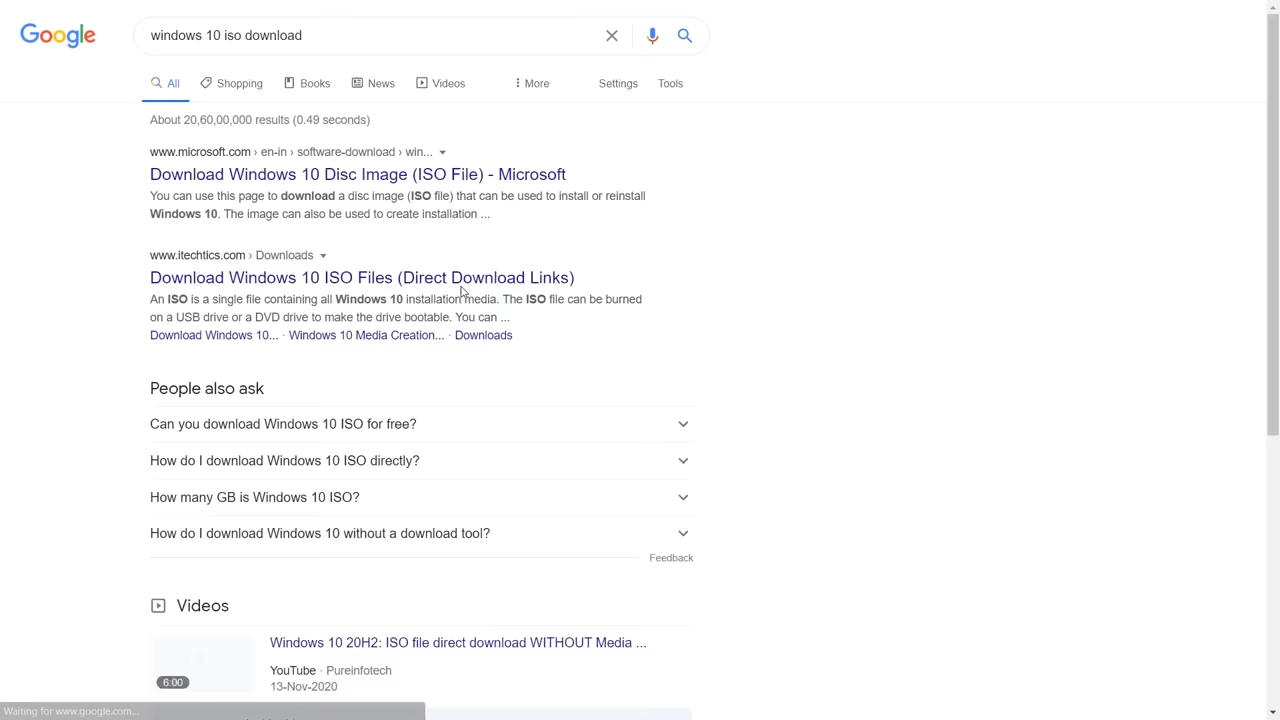 Google
windows 10 iso download
All
Shopping
Books
News
Videos
More
Settings
Tools
About 20,60,00,000 results (0.49 seconds)
www.microsoft.com › en-in › software-download › win...
Download Windows 10 Disc Image (ISO File) - Microsoft
You can use this page to download a disc image (ISO file) that can be used to install or reinstall
Windows 10. The image can also be used to create installation ...
www.itechtics.com › Downloads
Download Windows 10 ISO Files (Direct Download Links)
An ISO is a single file containing all Windows 10 installation media. The ISO file can be burned
on a USB drive or a DVD drive to make the drive bootable. You can ...
Download Windows 10... · Windows 10 Media Creation... · Downloads
People also ask
Can you download Windows 10 ISO for free?
How do I download Windows 10 ISO directly?
How many GB is Windows 10 ISO?
How do I download Windows 10 without a download tool?
Feedback
Videos
Windows 10 20H2: ISO file direct download WITHOUT Media ...
YouTube · Pureinfotech
6:00
13-Nov-2020
Waiting for www.google.com...